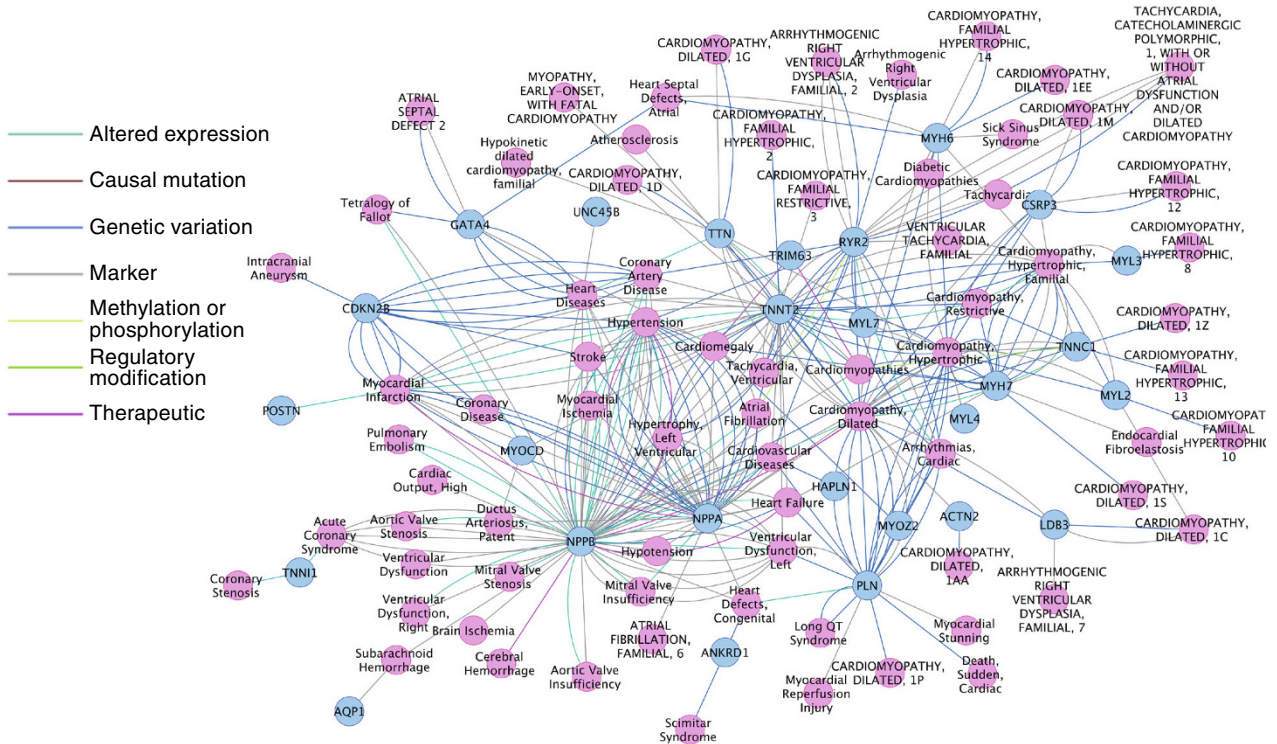 Altered expression
Causal mutation
Genetic variation
Marker
Methylation or
phosphorylation
Regulatory
modification
Therapeutic
CARDIOMYOPATHY,
FAMILIAL
HYPERTROPHIC,
14
TACHYCARDIA,
CATECHOLAMINERGIC
POLYMORPHIC,
1, WITH OR
WITHOUT
ATRIAL
DYSFUNCTION
AND/OR
DILATED
CARDIOMYOPATHY
CARDIOMYOPATHY,
DILATED, 1G
ARRHYTHMOGENIC
RIGHT
VENTRICULAR
DYSPLASIA,
FAMILIAL, 2
Arrhythmogenic
Right
Ventricular
Dysplasia
CARDIOMYOPATHY,
DILATED, 1EE
MYOPATHY,
EARLY-ONSET,
WITH FATAL
CARDIOMYOPATHY
Heart Septal
Defects,
Atrial
ATRIAL
SEPTAL
DEFECT 2
CARDIOMYOPATHY,
DILATED, 1M
CARDIOMYOPATHY,
FAMILIAL
HYPERTROPHIC,
2
MYH6
Sick Sinus
Syndrome
Atherosclerosis
Hypokinetic
dilated
cardiomyopathy,
familial
CARDIOMYOPATHY,
DILATED, 1D
Diabetic
Cardiomyopathies
CARDIOMYOPATHY,
FAMILIAL
RESTRICTIVE,
3
Tachycardia
CSRP3
CARDIOMYOPATHY,
FAMILIAL
HYPERTROPHIC,
12
Tetralogy of
Fallot
GATA4
UNC45B
TTN
TRIM63
RYR2
VENTRICULAR
TACHYCARDIA,
FAMILIAL
Cardiomyopathy,
Hypertrophic,
Familial
MYL3
CARDIOMYOPATHY,
FAMILIAL
HYPERTROPHIC,
8
Intracranial
Aneurysm
Coronary
Artery
Disease
Heart
Diseases
CDKN2B
Hypertension
TNNT2
MYL7
Cardiomyopathy,
Restrictive
CARDIOMYOPATHY,
DILATED, 1Z
Stroke
Cardiomegaly
Cardiomyopathy,
Hypertrophic
TNNC1
Tachycardia,
Ventricular
Cardiomyopathies
CARDIOMYOPATHY,
FAMILIAL
HYPERTROPHIC,
13
Myocardial
Infarction
MYH7
MYL2
POSTN
Coronary
Disease
Myocardial
Ischemia
Atrial
Fibrillation
Cardiomyopathy,
Dilated
MYL4
CARDIOMYOPAT
FAMILIAL
HYPERTROPHIC
10
Pulmonary
Embolism
MYOCD
Hypertrophy,
Left
Ventricular
Cardiovascular
Diseases
Arrhythmias,
Cardiac
Endocardial
Fibroelastosis
Cardiac
Output, High
HAPLN1
CARDIOMYOPATHY,
DILATED, 1S
Heart Failure
Acute
Coronary
Syndrome
Aortic Valve
Stenosis
Ductus
Arteriosus,
Patent
NPPA
NPPB
MYOZ2
ACTN2
LDB3
CARDIOMYOPATHY,
DILATED, 1C
Hypotension
Ventricular
Dysfunction,
Left
Coronary
Stenosis
TNNI1
Ventricular
Dysfunction
Mitral Valve
Stenosis
Mitral Valve
Insufficiency
Heart
Defects,
Congenital
PLN
CARDIOMYOPATHY,
DILATED,
1AA
ARRHYTHMOGENIC
RIGHT
VENTRICULAR
DYSPLASIA,
FAMILIAL, 7
Ventricular
Dysfunction,
Right
Brain Ischemia
ATRIAL
FIBRILLATION,
FAMILIAL, 6
Long QT
Syndrome
Myocardial
Stunning
Subarachnoid
Hemorrhage
Cerebral
Hemorrhage
Aortic Valve
Insufficiency
ANKRD1
Myocardial
Reperfusion
Injury
CARDIOMYOPATHY,
DILATED, 1P
Death,
Sudden,
Cardiac
AQP1
Scimitar
Syndrome